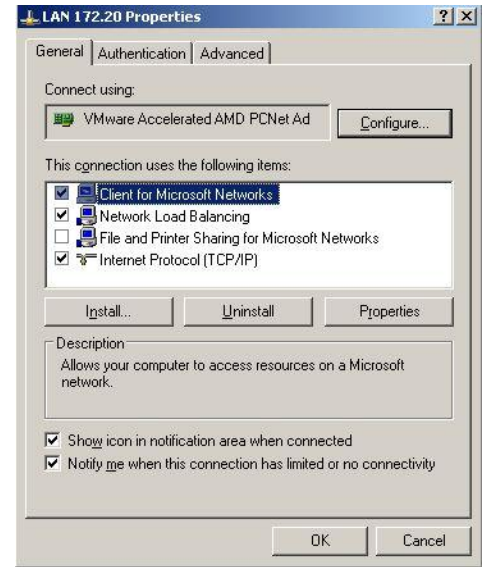 LAN 172.20 Properties
General Authentication Advanced
Connect using:
VMware Accelerated AMD PCNet Ad Configure...
This connection uses the following items:
Client for Microsoft Networks
Network Load Balancing
File and Printer Sharing for Microsoft Networks
Internet Protocol (TCP/IP)
Install... Uninstall Properties
Description
Allows your computer to access resources on a Microsoft
network.
Show icon in notification area when connected
Notify me when this connection has limited or no connectivity
OK Cancel